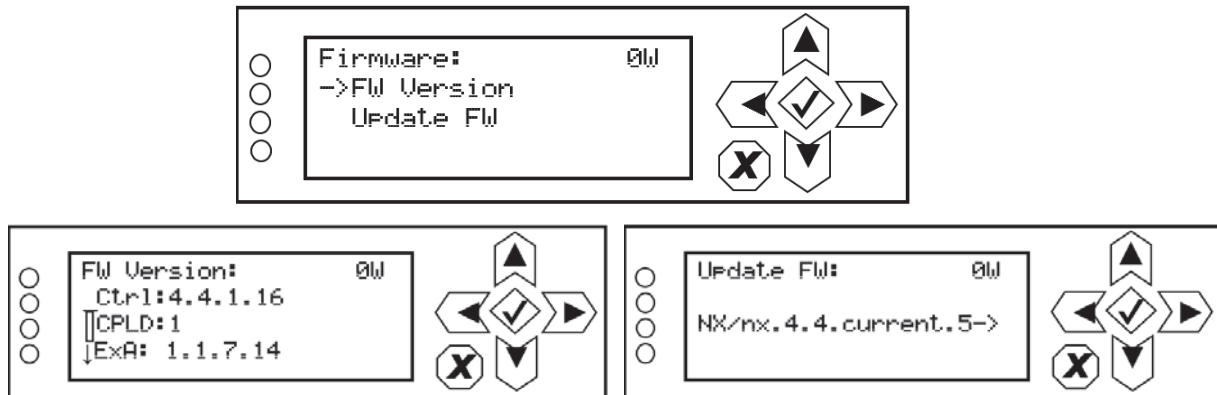 Firmware: 0W
->FW Version
Update FW
FW Version: 0W
Ctrl:4.4.1.16
CPLD:1
ExA: 1.1.7.14
Update FW: 0W
NX/nx.4.4.current.5->
X
X
X